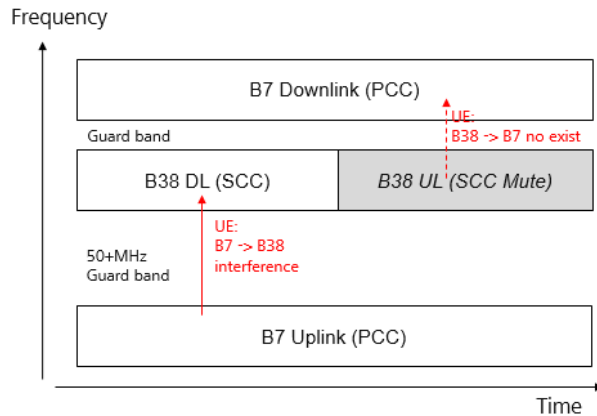 Frequency
B7 Downlink (PCC)
Guard band
UE:
B38 -> B7 no exist
B38 DL (SCC)
B38 UL (SCC Mute)
UE:
B7 -> B38
interference
50+MHz
Guard band
B7 Uplink (PCC)
Time